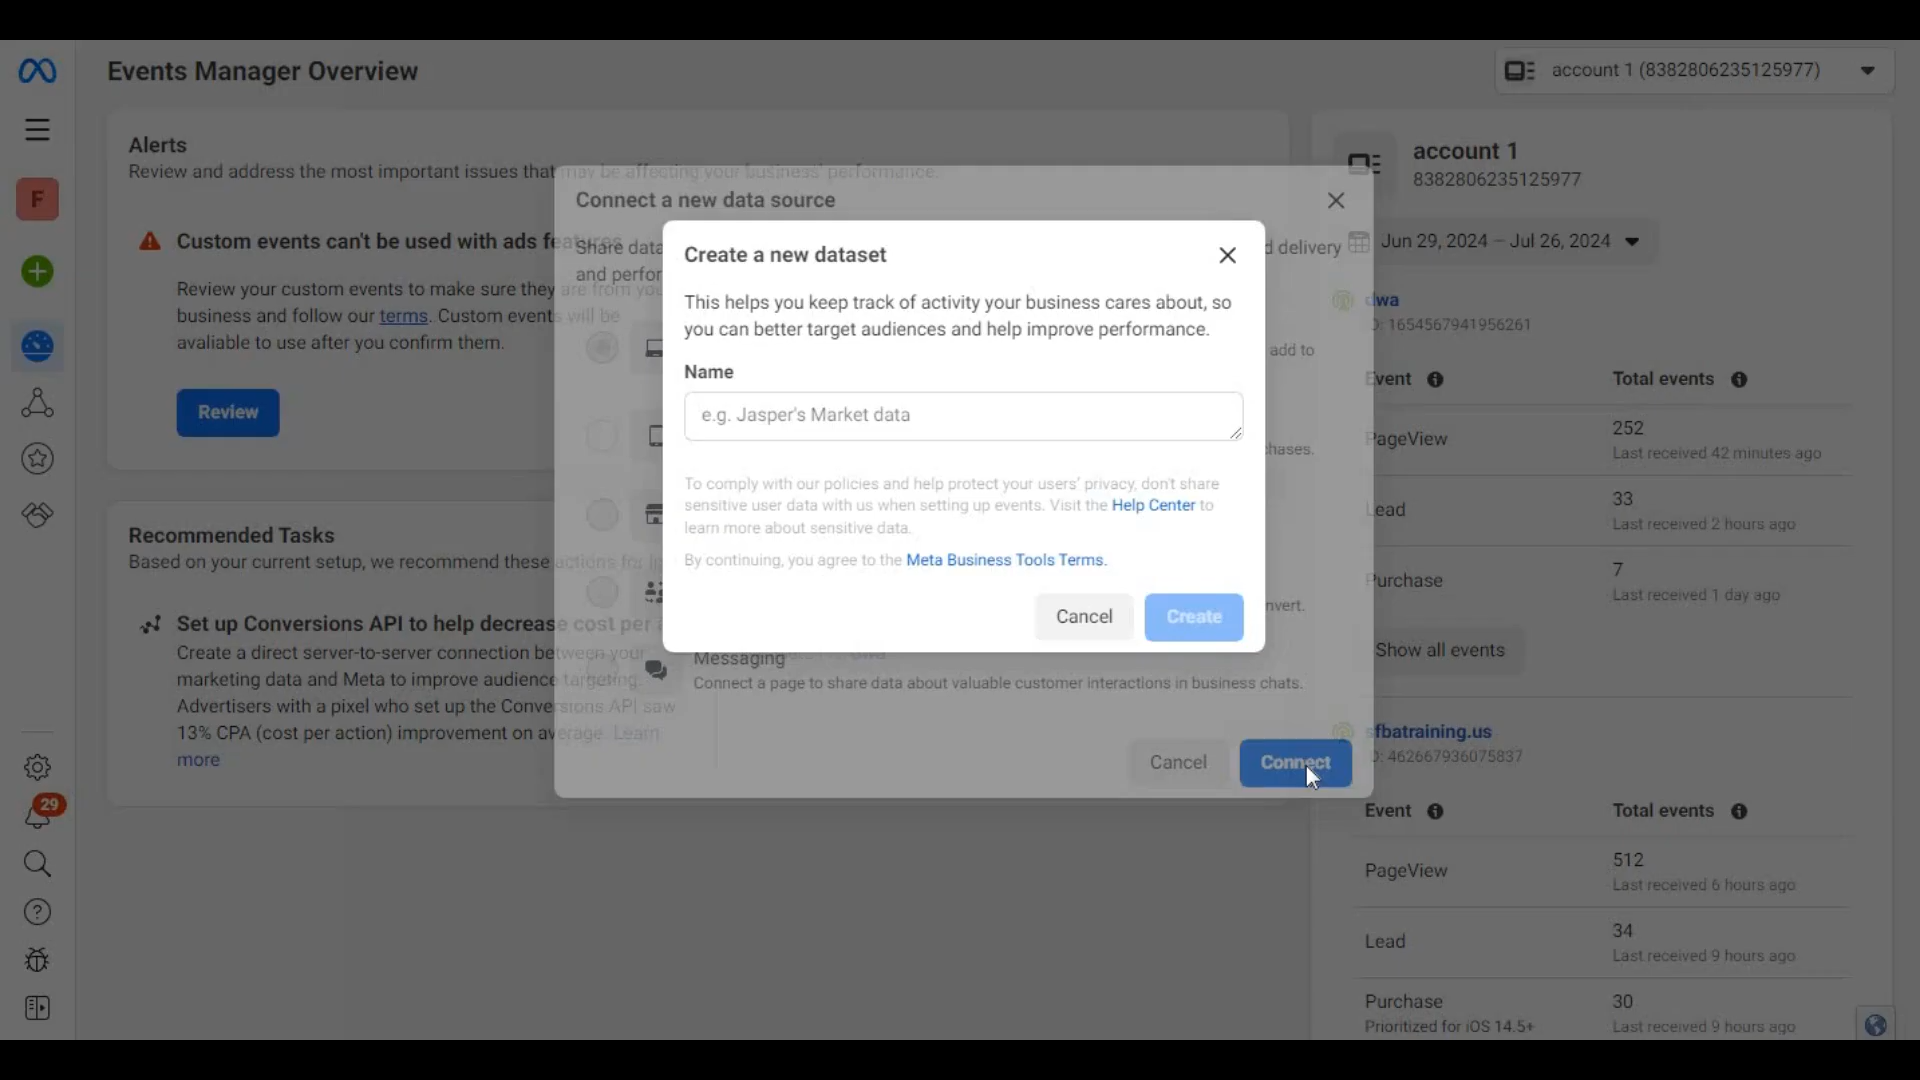 Events Manager Overview
account 1 (8382806235125977)
F
29
Alerts
Review and address the most important issues that may be affecting your business' performance.
Custom events can't be used with ads features
Review your custom events to make sure they are from your
business and follow our terms. Custom events will be
avaliable to use after you confirm them.
Review
Recommended Tasks
Based on your current setup, we recommend these actions for
Set up Conversions API to help decrease cost per
Create a direct server-to-server connection between your
marketing data and Meta to improve audience targeting.
Advertisers with a pixel who set up the Conversions API saw
13% CPA (cost per action) improvement on average. Learn
more
Connect a new data source
Share data
d delivery
and perfor
add to
hases.
nvert.
Messaging
Connect a page to share data about valuable customer interactions in business chats.
Cancel
Connect
Create a new dataset
This helps you keep track of activity your business cares about, so
you can better target audiences and help improve performance.
Name
e.g. Jasper's Market data
To comply with our policies and help protect your users' privacy, don't share
sensitive user data with us when setting up events. Visit the Help Center to
learn more about sensitive data.
By continuing, you agree to the Meta Business Tools Terms.
Cancel
Create
account 1
8382806235125977
Jun 29, 2024 – Jul 26, 2024
dwa
ID: 1654567941956261
Event
Total events
PageView
252
Last received 42 minutes ago
Lead
33
Last received 2 hours ago
Purchase
7
Last received 1 day ago
Show all events
sfbatraining.us
ID: 462667936075837
Event
Total events
PageView
512
Last received 6 hours ago
Lead
34
Last received 9 hours ago
Purchase
30
Prioritized for iOS 14.5+
Last received 9 hours ago